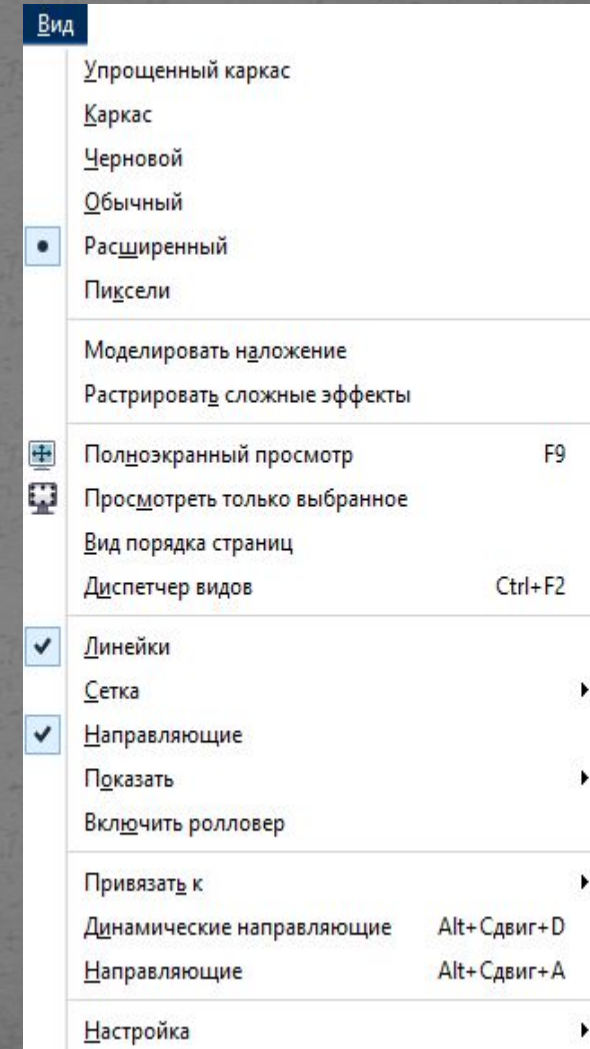 Вид
Упрощенный каркас
Каркас
Черновой
Обычный
Расширенный
Пиксели
Моделировать наложение
Растрировать сложные эффекты
Полноэкранный просмотр F9
Просмотреть только выбранное
Вид порядка страниц
Диспетчер видов Ctrl+F2
Линейки
Сетка
Направляющие
Показать
Включить ролловер
Привязать к
Динамические направляющие Alt+Сдвиг+D
Направляющие Alt+Сдвиг+A
Настройка